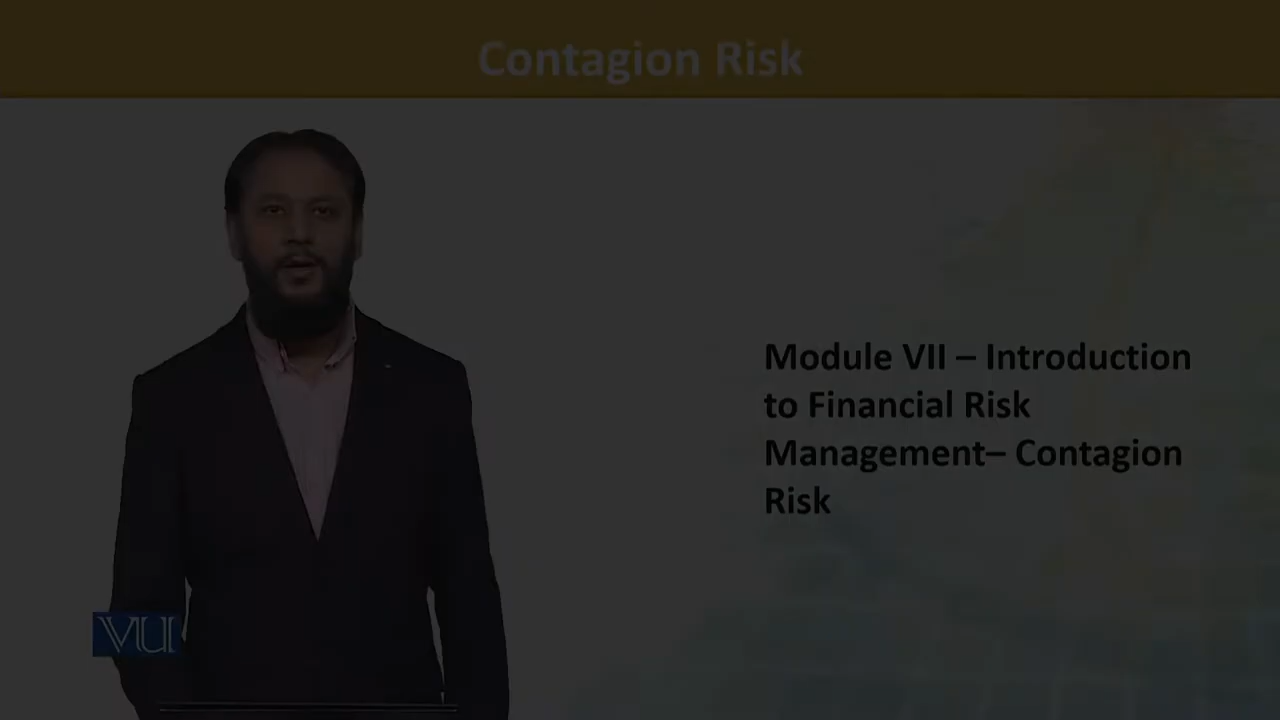 Contagion Risk
Module VII – Introduction
to Financial Risk
Management– Contagion
Risk
VU